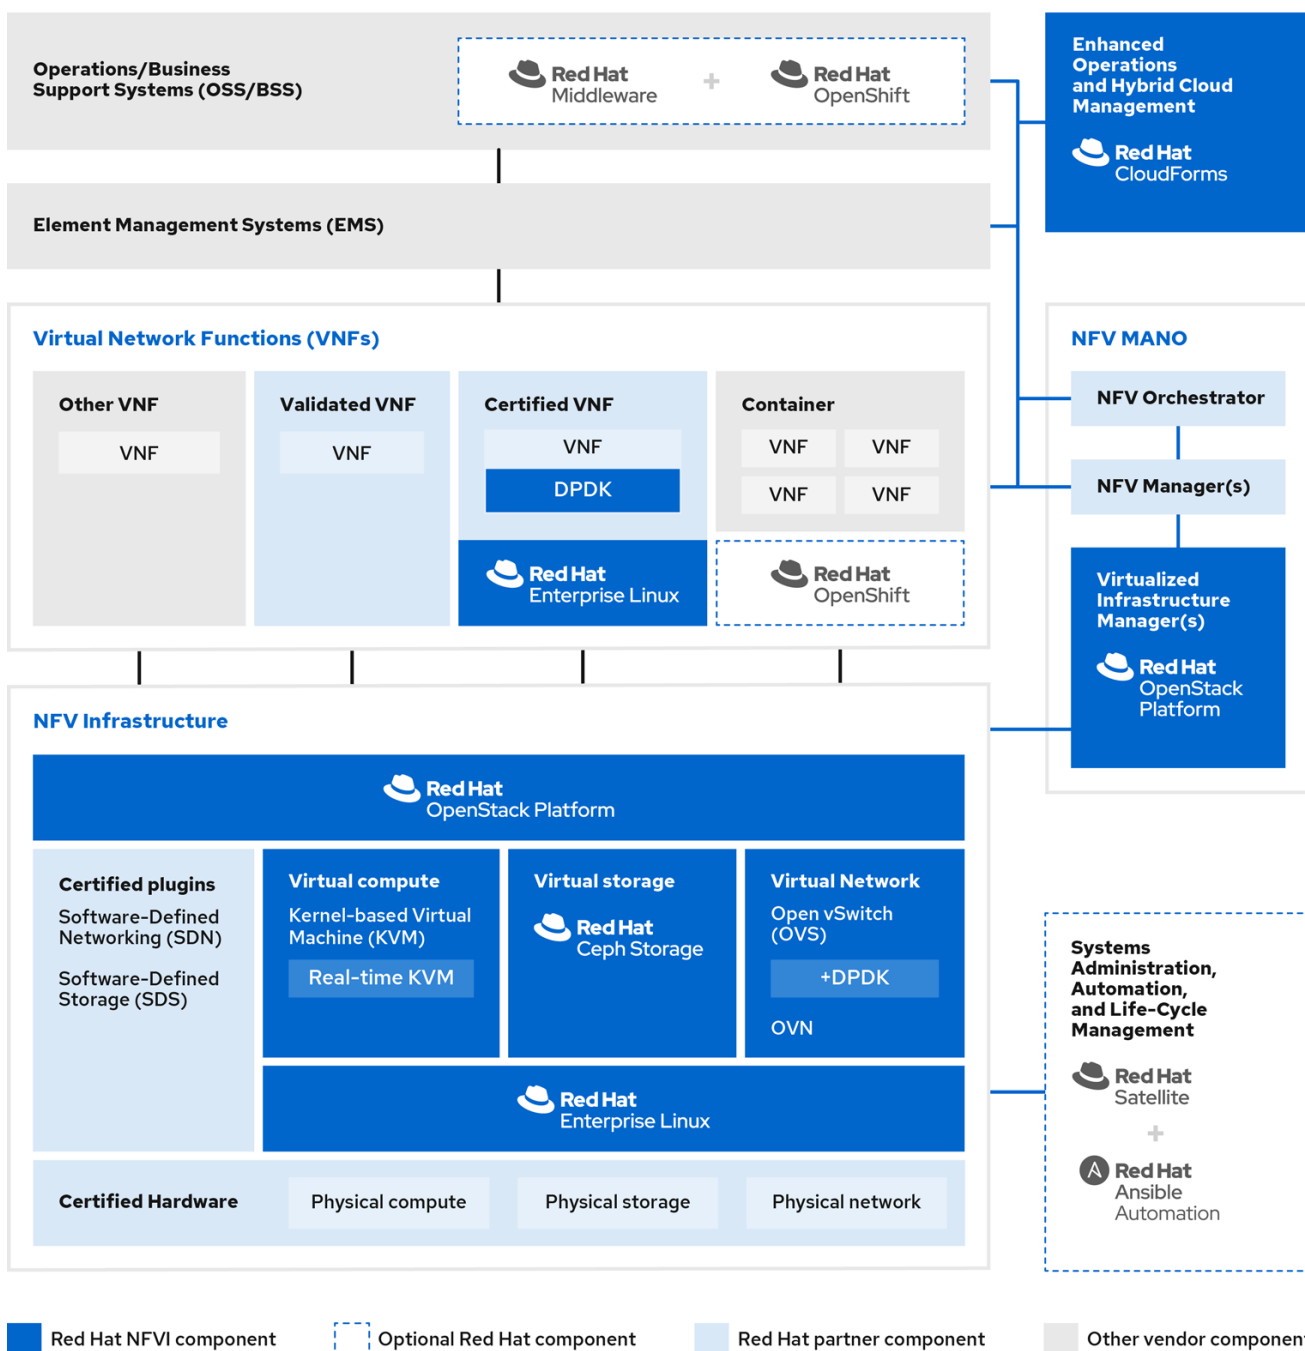 Operations/Business
Support Systems (OSS/BSS)
Red Hat
Middleware
+
Red Hat
OpenShift
Enhanced
Operations
and Hybrid Cloud
Management
Red Hat
CloudForms
Element Management Systems (EMS)
Virtual Network Functions (VNFs)
Other VNF
VNF
Validated VNF
VNF
Certified VNF
VNF
DPDK
Red Hat
Enterprise Linux
Container
VNF
VNF
VNF
VNF
Red Hat
OpenShift
NFV MANO
NFV Orchestrator
NFV Manager(s)
Virtualized
Infrastructure
Manager(s)
Red Hat
OpenStack
Platform
NFV Infrastructure
Red Hat
OpenStack Platform
Certified plugins
Software-Defined
Networking (SDN)
Software-Defined
Storage (SDS)
Virtual compute
Kernel-based Virtual
Machine (KVM)
Real-time KVM
Virtual storage
Red Hat
Ceph Storage
Virtual Network
Open vSwitch
(OVS)
+DPDK
OVN
Red Hat
Enterprise Linux
Certified Hardware
Physical compute
Physical storage
Physical network
Systems
Administration,
Automation,
and Life-Cycle
Management
Red Hat
Satellite
+
Red Hat
Ansible
Automation
Red Hat NFVI component
Optional Red Hat component
Red Hat partner component
Other vendor component